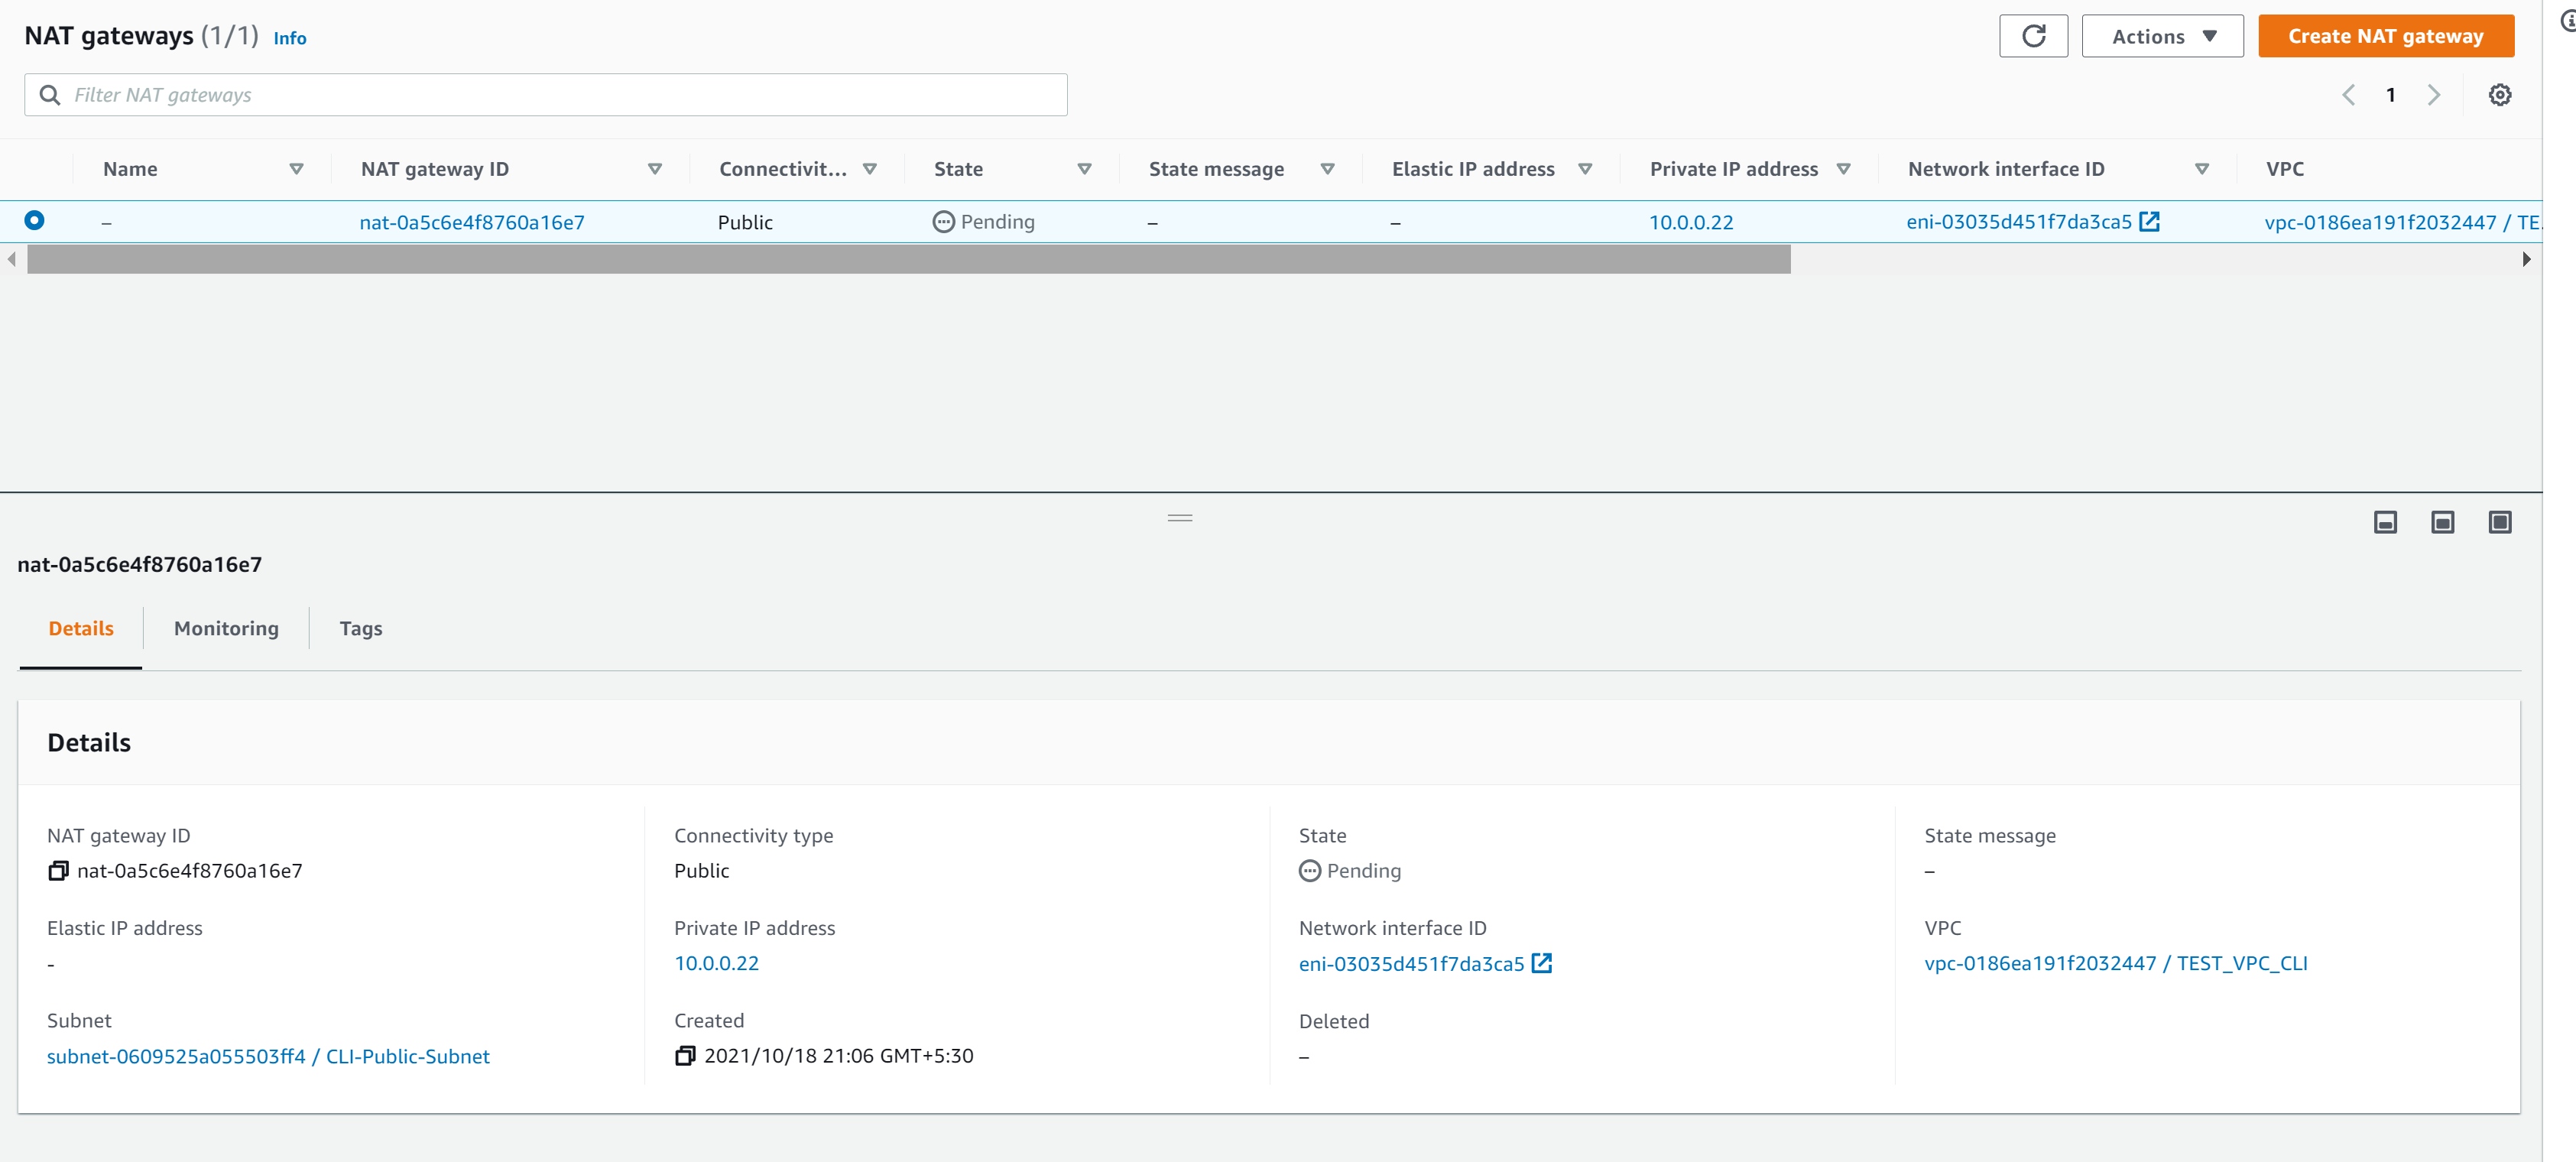 NAT gateways (1/1) Info
Actions
Create NAT gateway
Filter NAT gateways
1
Name NAT gateway ID Connectivit... State State message Elastic IP address Private IP address Network interface ID VPC
– nat-0a5c6e4f8760a16e7 Public Pending – – 10.0.0.22 eni-03035d451f7da3ca5 vpc-0186ea191f2032447 / TE.
nat-0a5c6e4f8760a16e7
Details Monitoring Tags
Details
NAT gateway ID Connectivity type State State message
nat-0a5c6e4f8760a16e7 Public Pending –
Elastic IP address Private IP address Network interface ID VPC
- 10.0.0.22 eni-03035d451f7da3ca5 vpc-0186ea191f2032447 / TEST_VPC_CLI
Subnet Created Deleted
subnet-0609525a055503ff4 / CLI-Public-Subnet 2021/10/18 21:06 GMT+5:30 –